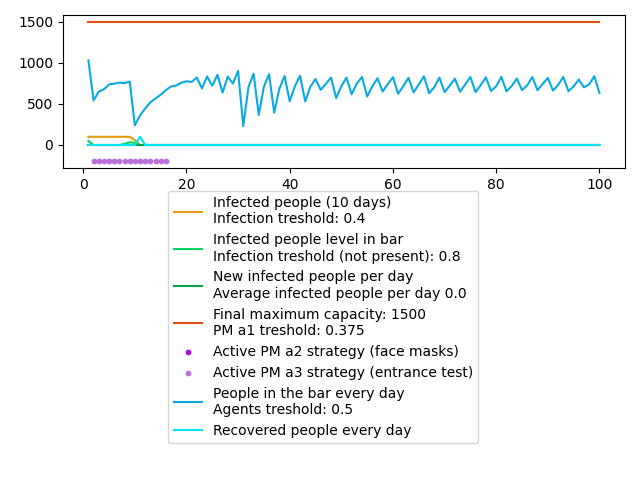 1500
1000
500
0
0
20
40
60
80
100
Infected people (10 days)
Infection treshold: 0.4
Infected people level in bar
Infection treshold (not present): 0.8
New infected people per day
Average infected people per day 0.0
Final maximum capacity: 1500
PM a1 treshold: 0.375
Active PM a2 strategy (face masks)
Active PM a3 strategy (entrance test)
People in the bar every day
Agents treshold: 0.5
Recovered people every day